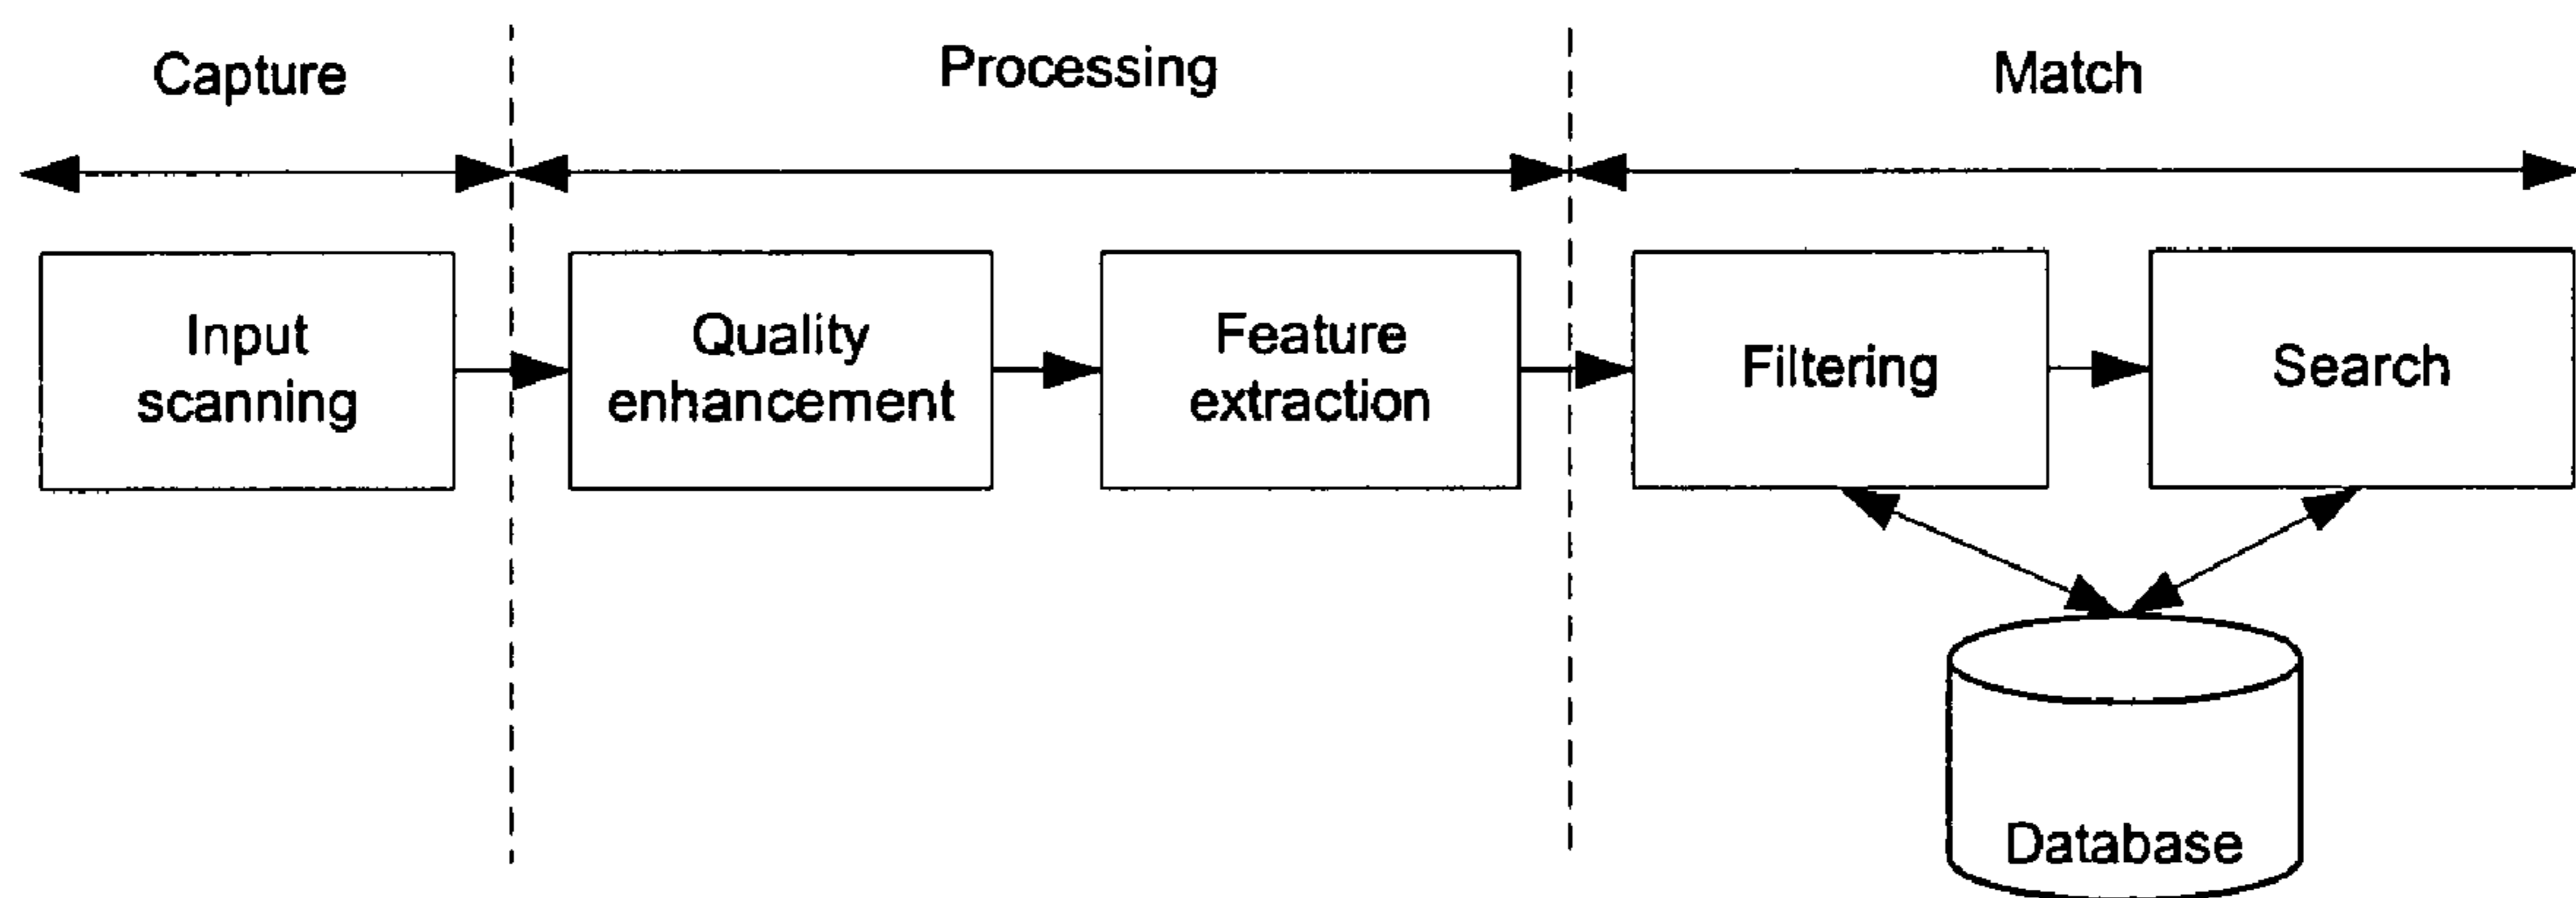 Capture
Processing
Match
Input
scanning
Quality
enhancement
Feature
extraction
Filtering
Search
Database